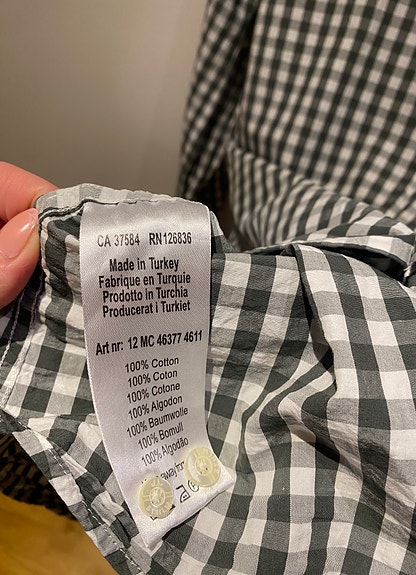 CA 37584 RN126836
Made in Turkey
Fabrique en Turquie
Prodotto in Turchia
Producerat i Turkiet
Art nr: 12 MC 46377 4611
100% Cotton
100% Coton
100% Cotone
100% Algodon
100% Baumwolle
100% Bomull
100% Algodão